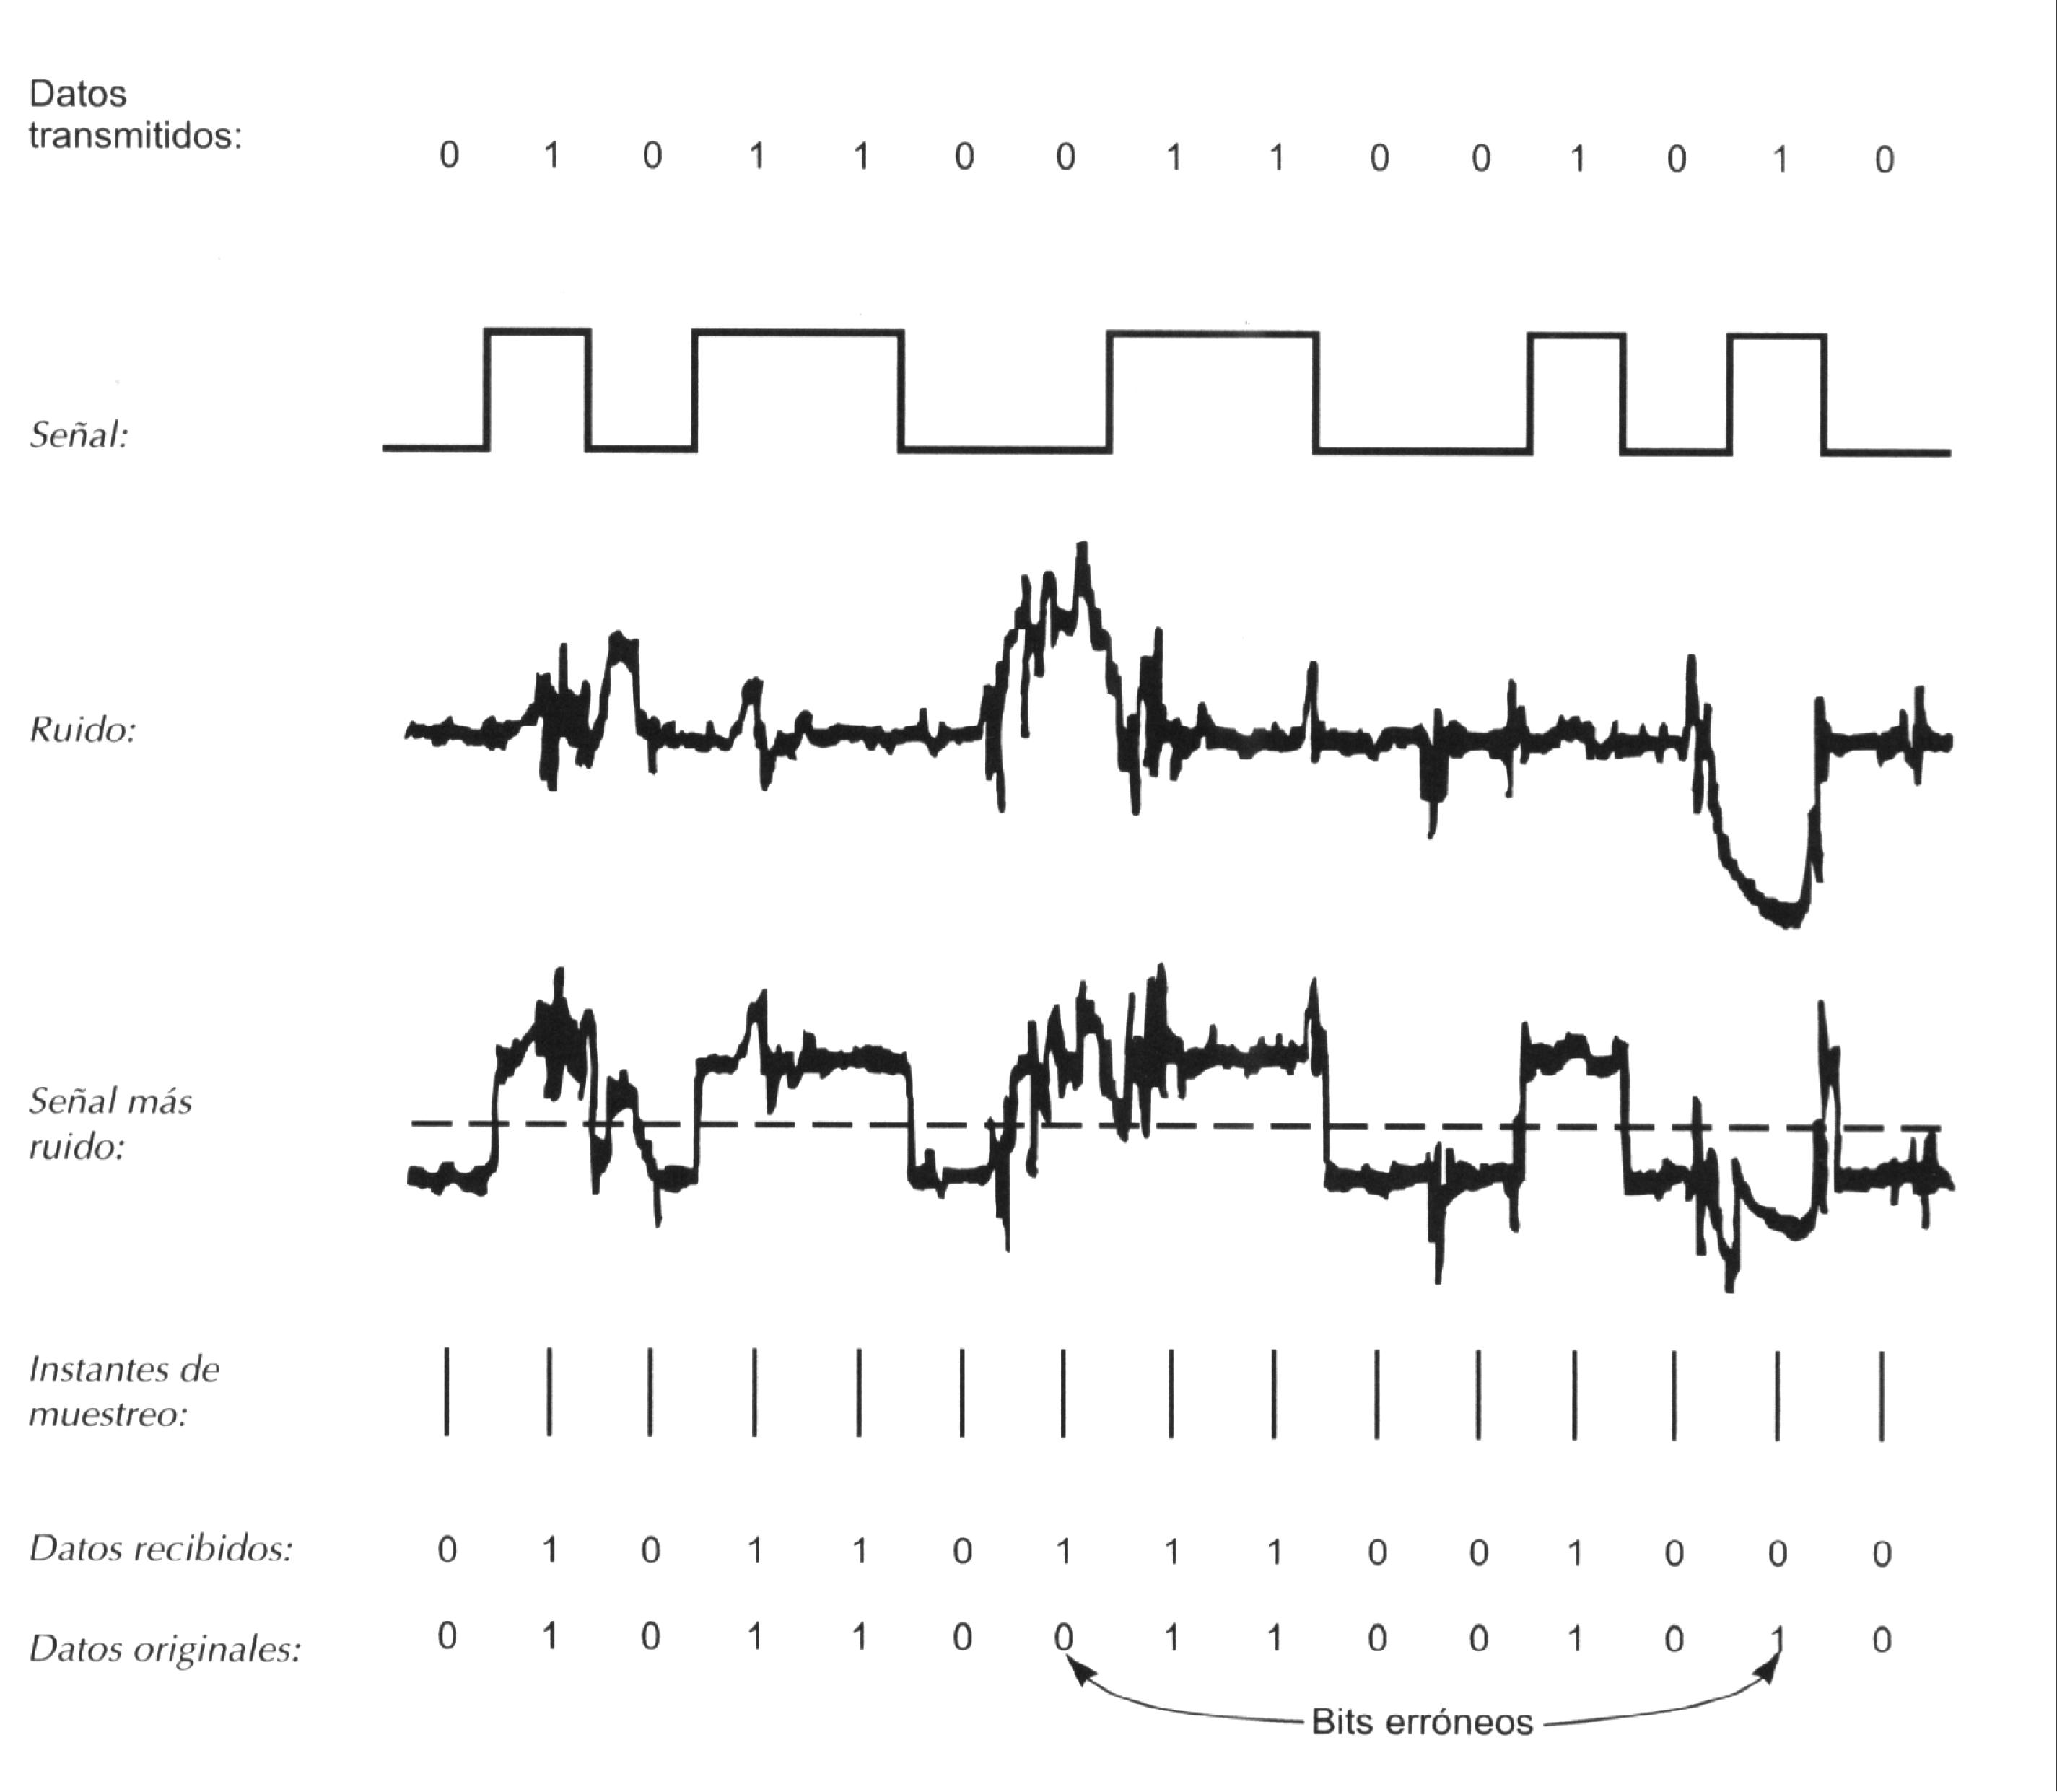 Datos
transmitidos:
0 1 0 1 1 0 0 1 1 0 0 1 0 1 0
Señal:
Ruido:
Señal más
ruido:
Instantes de
muestreo:
Datos recibidos: 0 1 0 1 1 0 1 1 1 0 0 1 0 0 0
Datos originales: 0 1 0 1 1 0 0 1 1 0 0 1 0 1 0
Bits erróneos